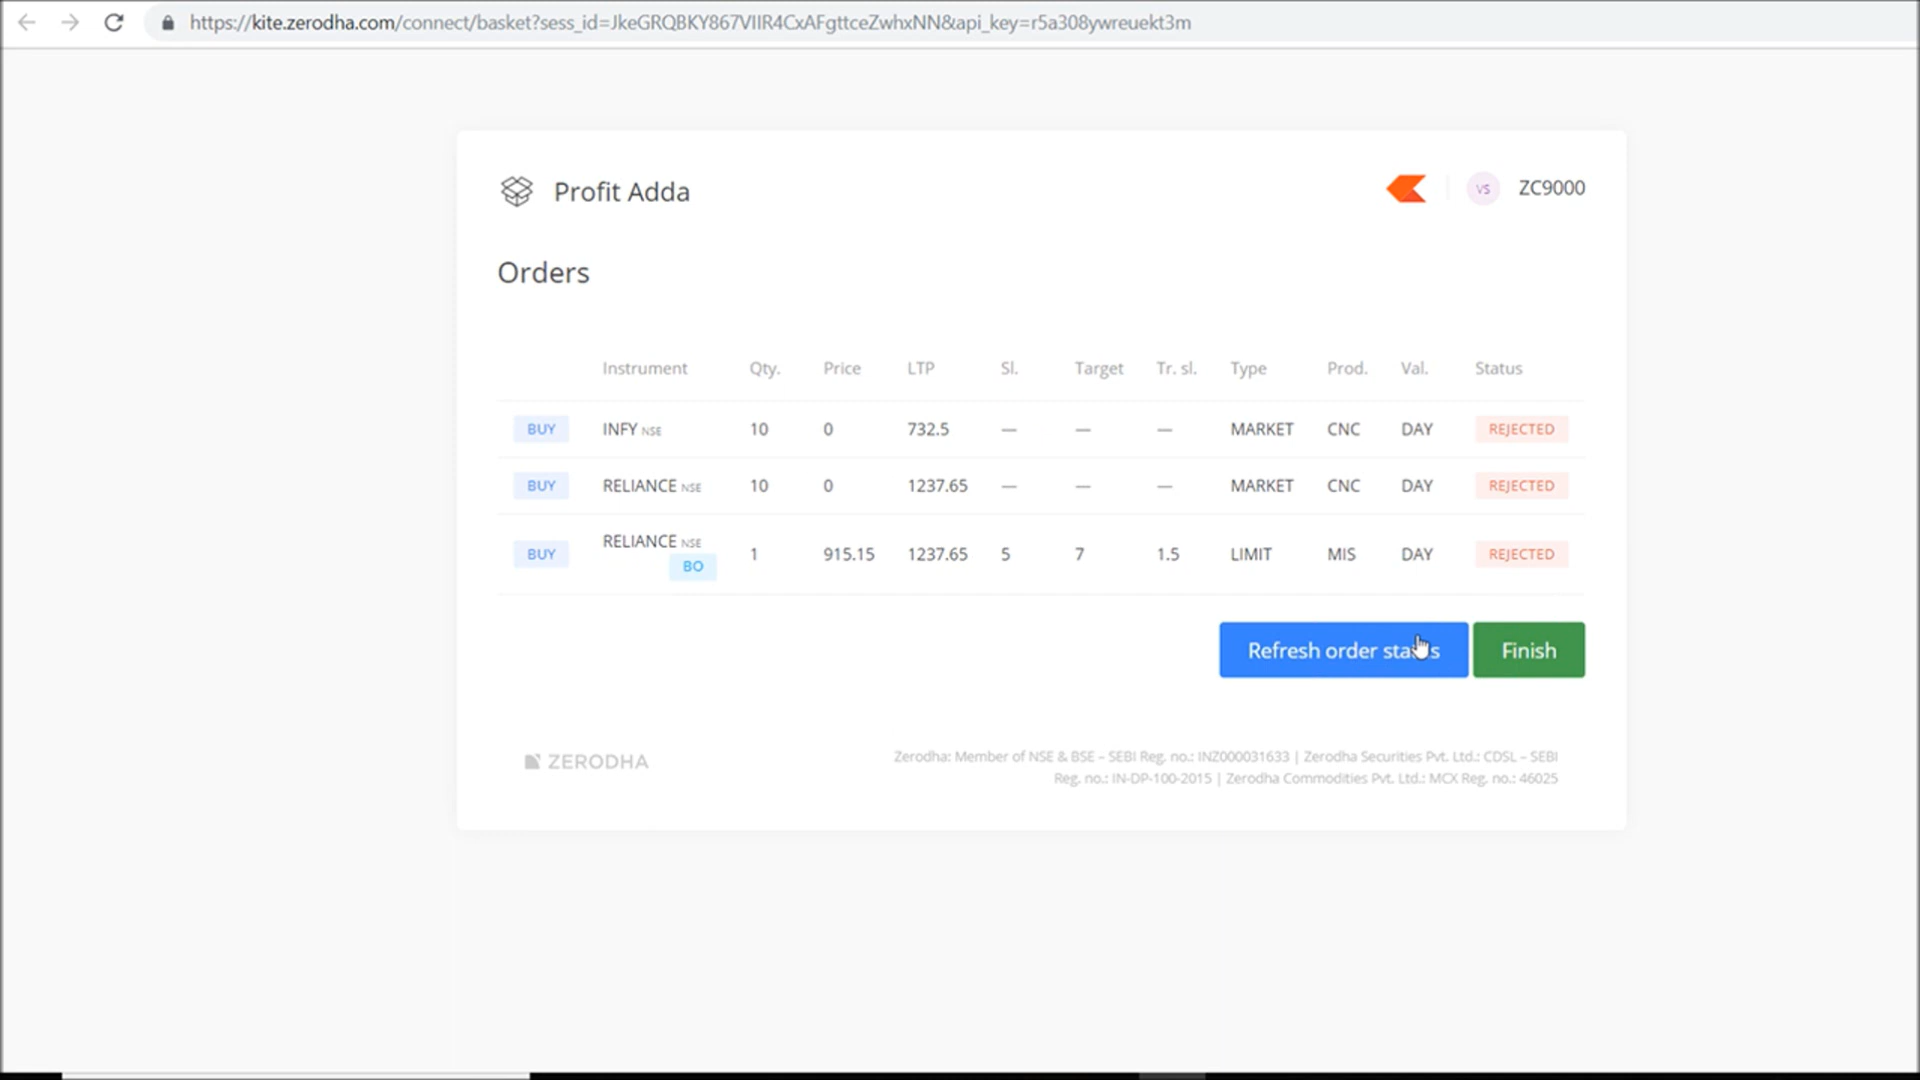 https://kite.zerodha.com/connect/basket?sess_id=JkeGRQBKY867VIIR4CxAFgttceZwhxNN&api_key=r5a308ywreuekt3m
Profit Adda
VS ZC9000
Orders
Instrument Qty. Price LTP Sl. Target Tr. sl. Type Prod. Val. Status
BUY INFY NSE 10 0 732.5 — — — MARKET CNC DAY REJECTED
BUY RELIANCE NSE 10 0 1237.65 — — — MARKET CNC DAY REJECTED
BUY RELIANCE NSE BO 1 915.15 1237.65 5 7 1.5 LIMIT MIS DAY REJECTED
Refresh order status Finish
ZERODHA
Zerodha: Member of NSE & BSE – SEBI Reg. no.: INZ000031633 | Zerodha Securities Pvt. Ltd.: CDSL – SEBI
Reg. no.: IN-DP-100-2015 | Zerodha Commodities Pvt. Ltd.: MCX Reg. no.: 46025